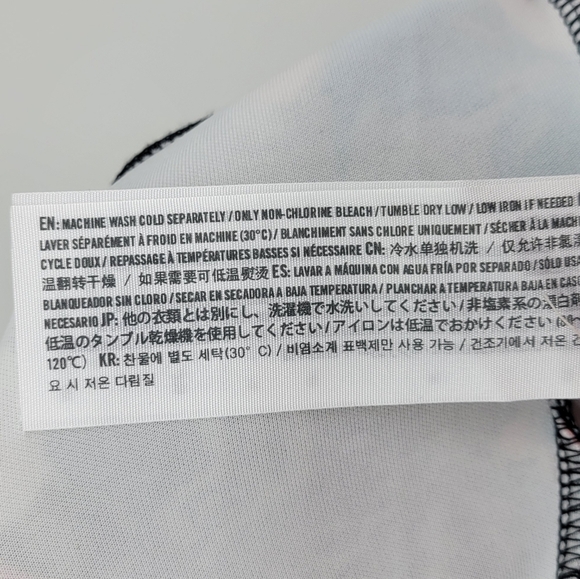 EN: MACHINE WASH COLD SEPARATELY / ONLY NON-CHLORINE BLEACH / TUMBLE DRY LOW / LOW IRON IF NEEDED
LAVER SÉPARÉMENT À FROID EN MACHINE (30°C) / BLANCHIMENT SANS CHLORE UNIQUEMENT / SÉCHER À LA MACH
CYCLE DOUX / REPASSAGE À TEMPÉRATURES BASSES SI NÉCESSAIRE CN: 冷水单独机洗 / 仅允许非氯
温翻转干燥 / 如果需要可低温熨烫 ES: LAVAR A MÁQUINA CON AGUA FRÍA POR SEPARADO / SÓLO USA
BLANQUEADOR SIN CLORO / SECAR EN SECADORA A BAJA TEMPERATURA / PLANCHAR A TEMPERATURA BAJA EN CAS
NECESARIO JP: 他の衣類とは別にし、洗濯機で水洗いしてください / 非塩素系の漂白
低温のタンブル乾燥機を使用してください / アイロンは低温でおかけください
120℃） KR: 찬물에 별도 세탁(30° C) / 비염소계 표백제만 사용 가능 / 건조기에서 저온 건
요 시 저온 다림질